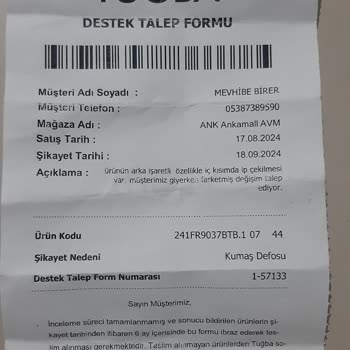 TUĞBA
DESTEK TALEP FORMU
Müşteri Adı Soyadı : MEVHİBE BİRER
Müşteri Telefon : 05387389590
Mağaza Adı : ANK Ankamall AVM
Satış Tarih : 17.08.2024
Şikayet Tarihi : 18.09.2024
Açıklama : ürünün arka işaretli özellikle iç kısımda ip çekilmesi
var. müşterimiz giyerken farketmiş değişim talep
ediyor.
Ürün Kodu 241FR9037BTB.1 07 44
Şikayet Nedeni Kumaş Defosu
Destek Talep Form Numarası 1-57133
Sayın Müşterimiz,
. İnceleme süreci tamamlanmamış ve sonucu bildirilen ürünlerin şi-
kayet tarihinden itibaren 6 ay içerisinde bu formu ibraz ederek tes-
lim alınması gerekmektedir. Teslim alınmayan ürünlerden Tuğba so-